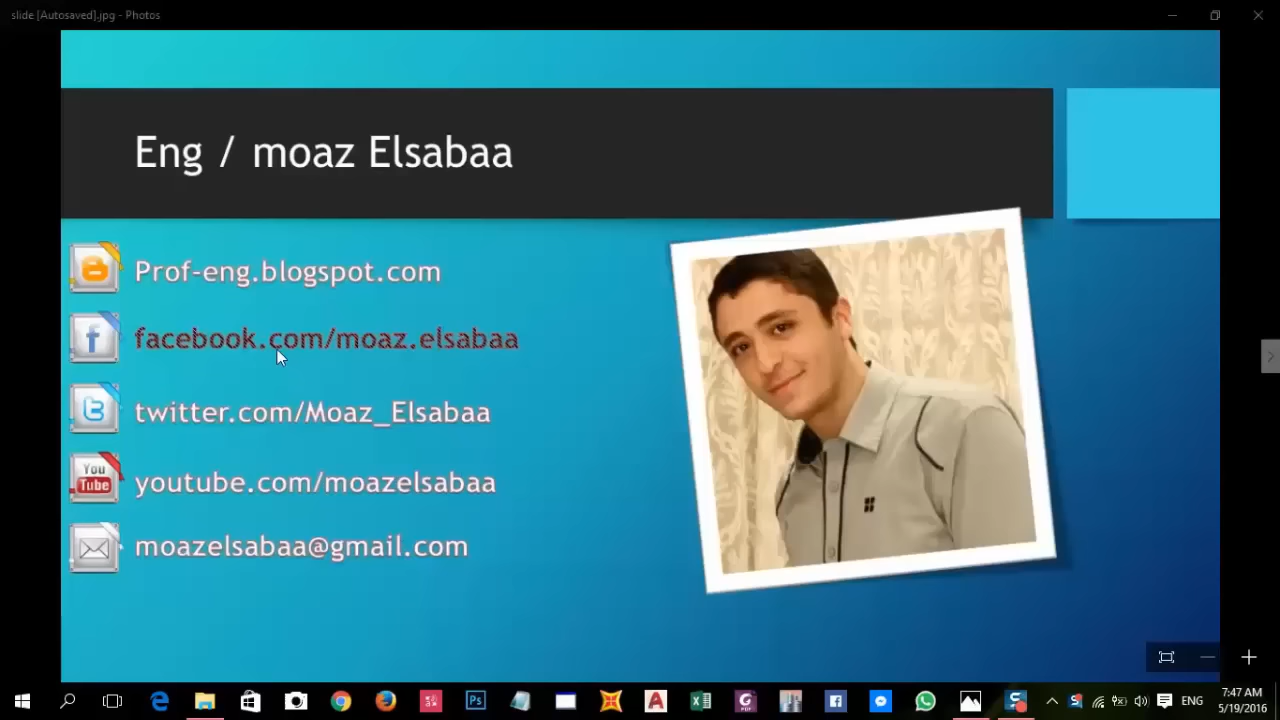 slide [Autosaved].jpg - Photos
Eng / moaz Elsabaa
Prof-eng.blogspot.com
facebook.com/moaz.elsabaa
twitter.com/Moaz_Elsabaa
You
Tube
youtube.com/moazelsabaa
moazelsabaa@gmail.com
ENG
7:47 AM
5/19/2016